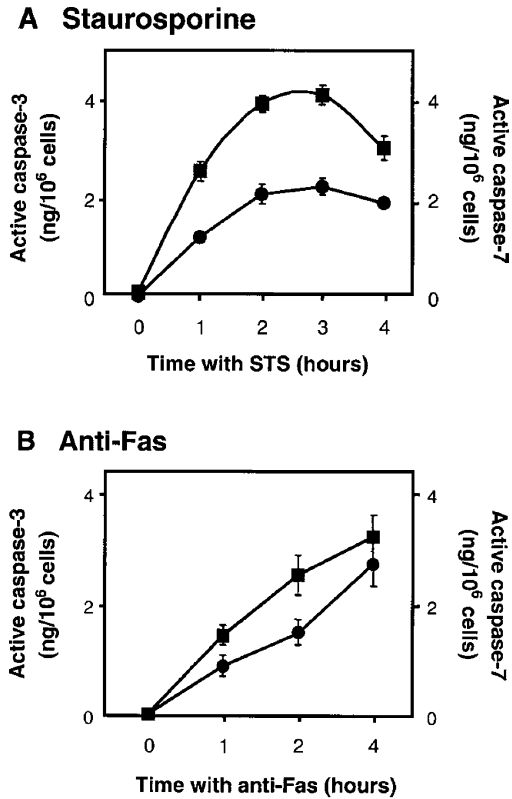 A Staurosporine
Active caspase-3
(ng/10⁶ cells)
4
2
0
4
2
0
Active caspase-7
(ng/10⁶ cells)
0 1 2 3 4
Time with STS (hours)
B Anti-Fas
Active caspase-3
(ng/10⁶ cells)
4
2
0
4
2
0
Active caspase-7
(ng/10⁶ cells)
0 1 2 4
Time with anti-Fas (hours)